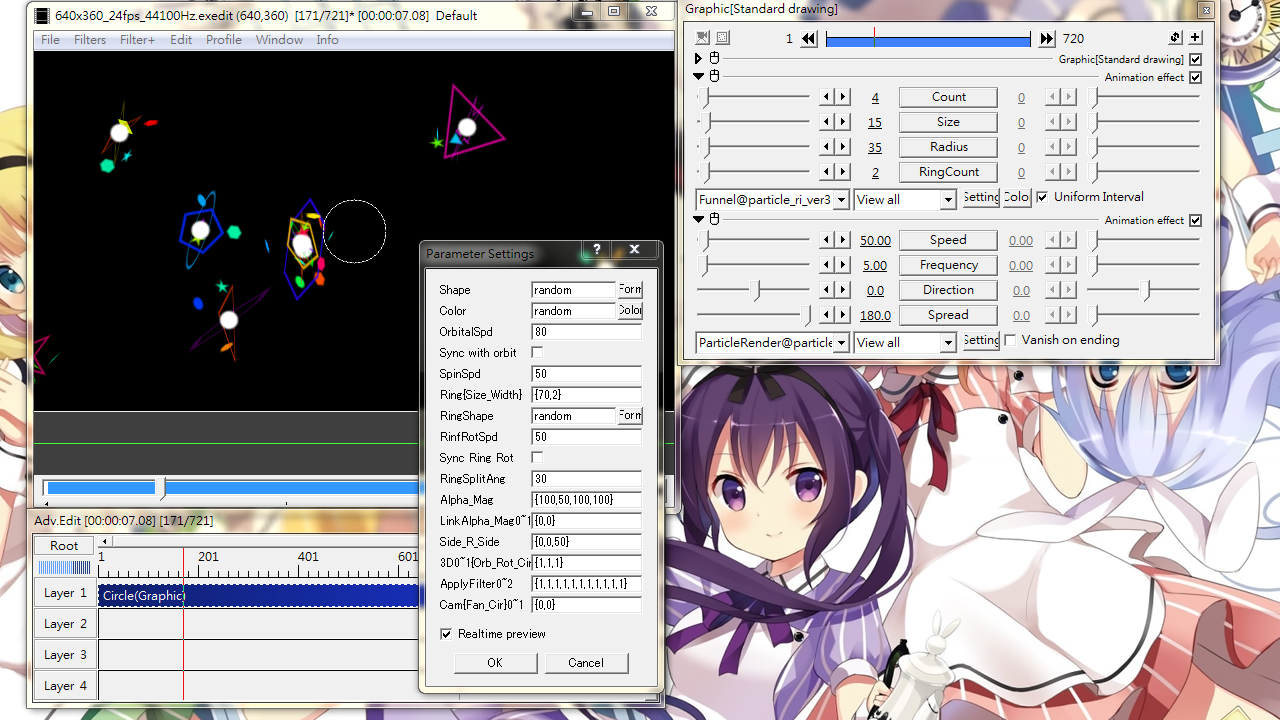 640x360_24fps_44100Hz.exedit (640,360)  [171/721]* [00:00:07.08]  Default
File Filters Filter+ Edit Profile Window Info
Graphic[Standard drawing]
1 720
Graphic[Standard drawing]
Animation effect
4 Count 0
15 Size 0
35 Radius 0
2 RingCount 0
Funnel@particle_ri_ver3 View all Setting Color Uniform Interval
Animation effect
50.00 Speed 0.00
5.00 Frequency 0.00
0.0 Direction 0.0
180.0 Spread 0.0
ParticleRender@particle View all Setting Vanish on ending
Parameter Settings
Shape random Form
Color random Color
OrbitalSpd 80
Sync with orbit
SpinSpd 50
Ring{Size_Width} {70,2}
RingShape random Form
RinfRotSpd 50
Sync Ring Rot
RingSplitAng 30
Alpha_Mag {100,50,100,100}
LinkAlpha_Mag0~1 {0,0}
Side_R_Side {0,0,50}
3D0~1{Orb_Rot_Cir {1,1,1}
ApplyFilter0~2 {1,1,1,1,1,1,1,1,1,1}
Cam{Fan_Cir}0~1 {0,0}
Realtime preview
OK Cancel
Adv.Edit [00:00:07.08] [171/721]
Root 1 201 401 601
Layer 1 Circle(Graphic)
Layer 2
Layer 3
Layer 4